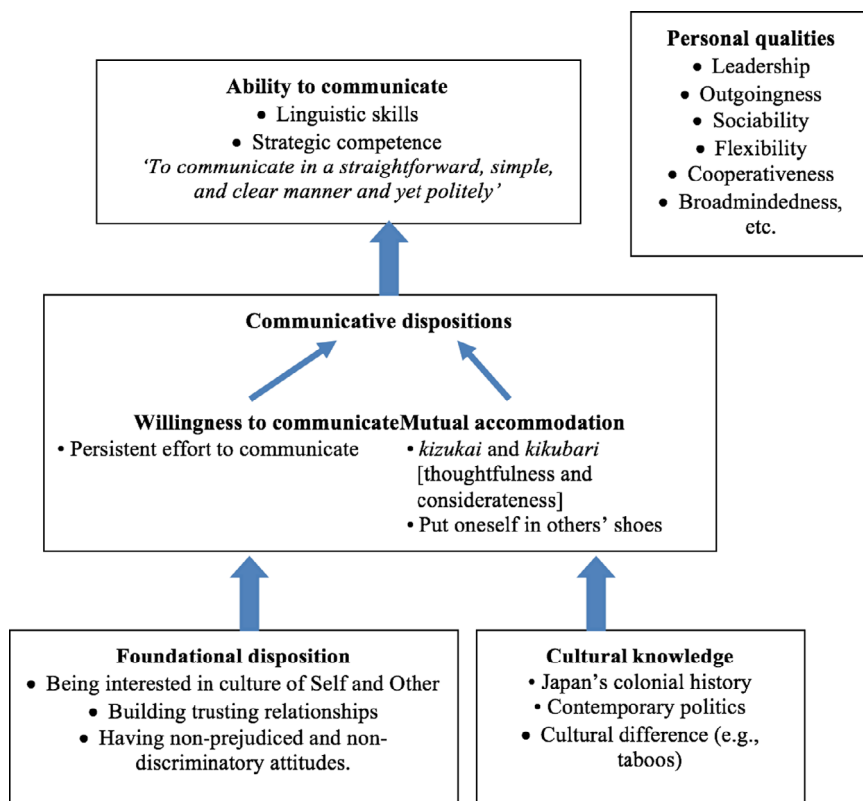 Personal qualities
• Leadership
• Outgoingness
• Sociability
• Flexibility
• Cooperativeness
• Broadmindedness,
etc.
Ability to communicate
• Linguistic skills
• Strategic competence
‘To communicate in a straightforward, simple,
and clear manner and yet politely’
Communicative dispositions
Willingness to communicate
• Persistent effort to communicate
Mutual accommodation
• kizukai and kikubari
[thoughtfulness and
considerateness]
• Put oneself in others’ shoes
Foundational disposition
• Being interested in culture of Self and Other
• Building trusting relationships
• Having non-prejudiced and non-
discriminatory attitudes.
Cultural knowledge
• Japan’s colonial history
• Contemporary politics
• Cultural difference (e.g.,
taboos)